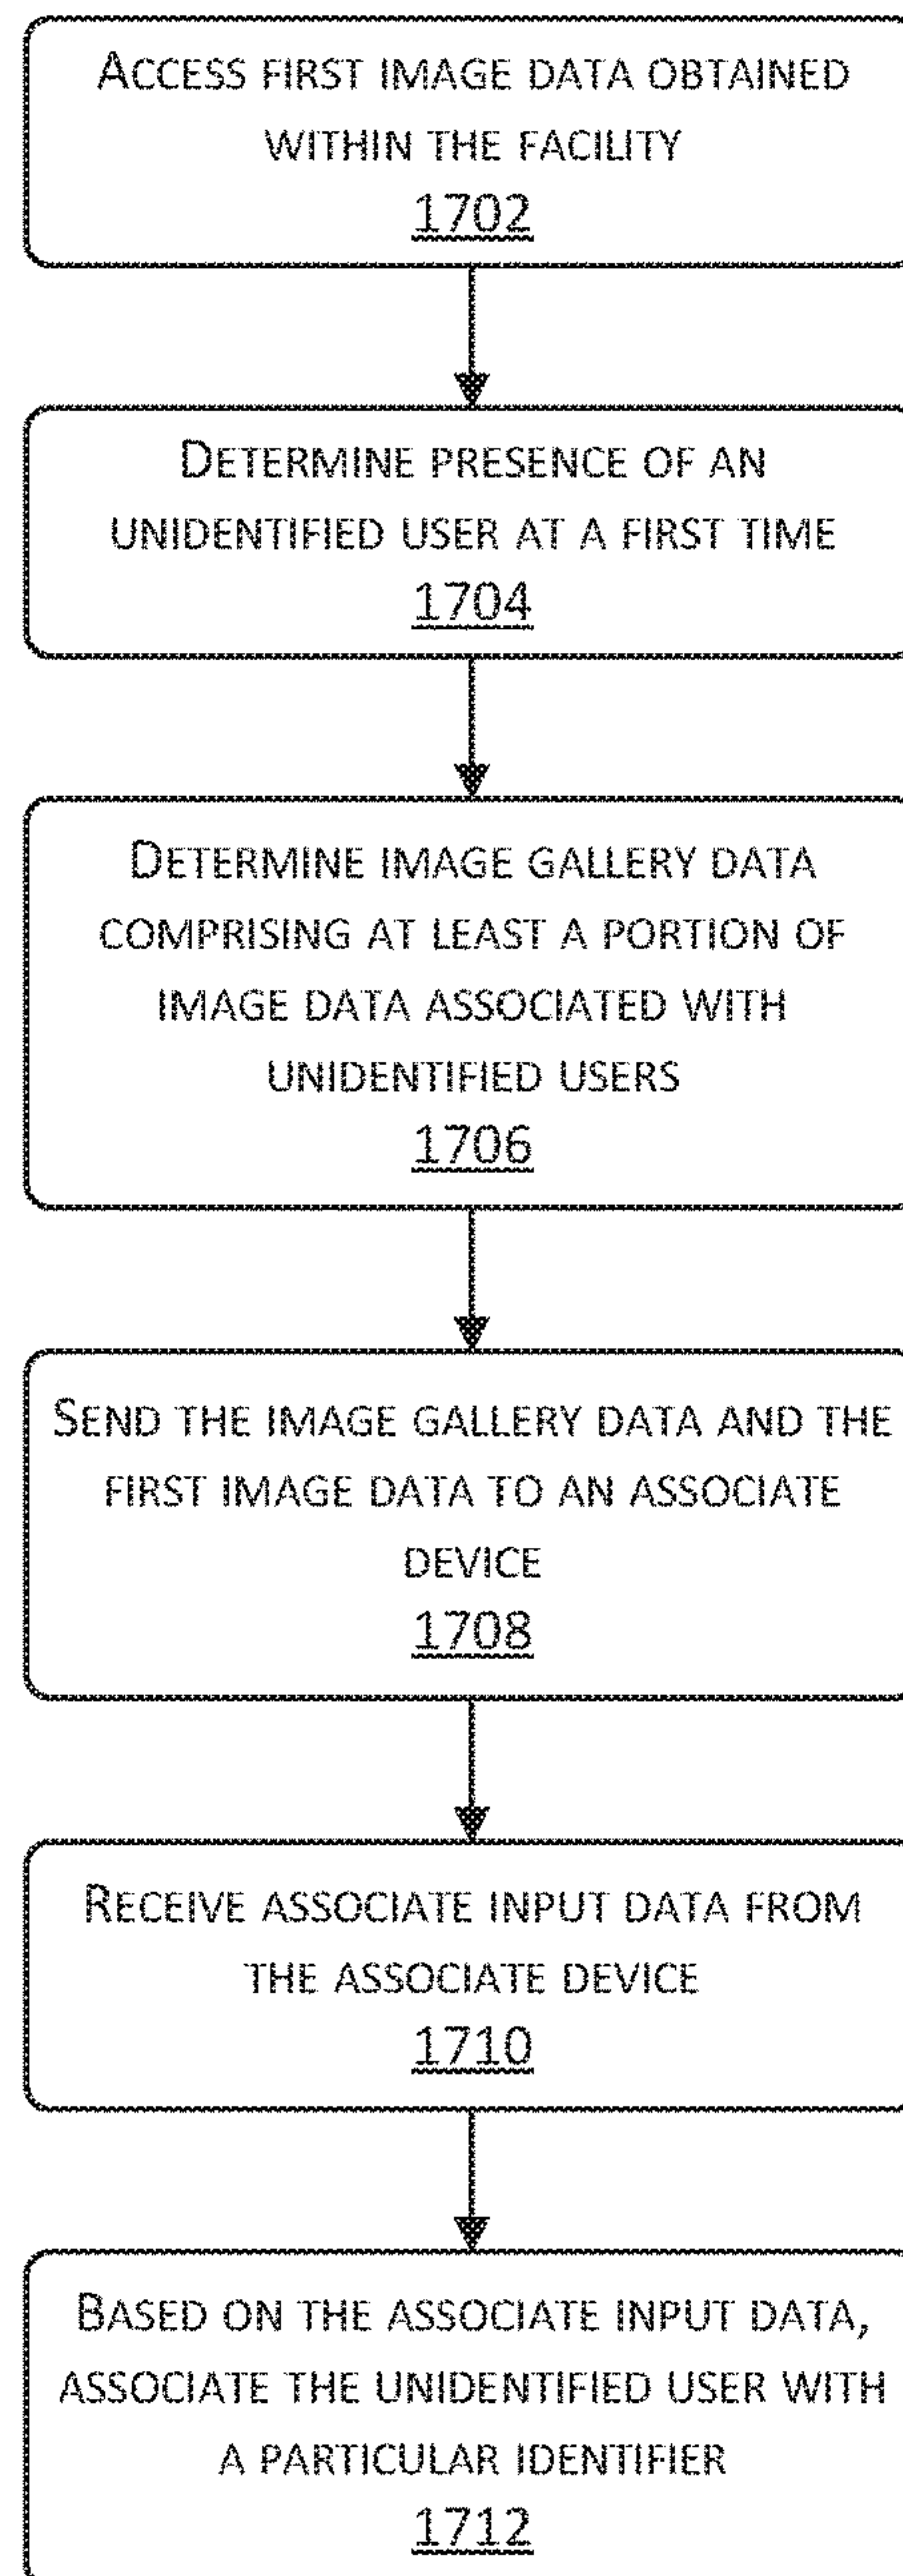 ACCESS FIRST IMAGE DATA OBTAINED
WITHIN THE FACILITY
1702
DETERMINE PRESENCE OF AN
UNIDENTIFIED USER AT A FIRST TIME
1704
DETERMINE IMAGE GALLERY DATA
COMPRISING AT LEAST A PORTION OF
IMAGE DATA ASSOCIATED WITH
UNIDENTIFIED USERS
1706
SEND THE IMAGE GALLERY DATA AND THE
FIRST IMAGE DATA TO AN ASSOCIATE
DEVICE
1708
RECEIVE ASSOCIATE INPUT DATA FROM
THE ASSOCIATE DEVICE
1710
BASED ON THE ASSOCIATE INPUT DATA,
ASSOCIATE THE UNIDENTIFIED USER WITH
A PARTICULAR IDENTIFIER
1712